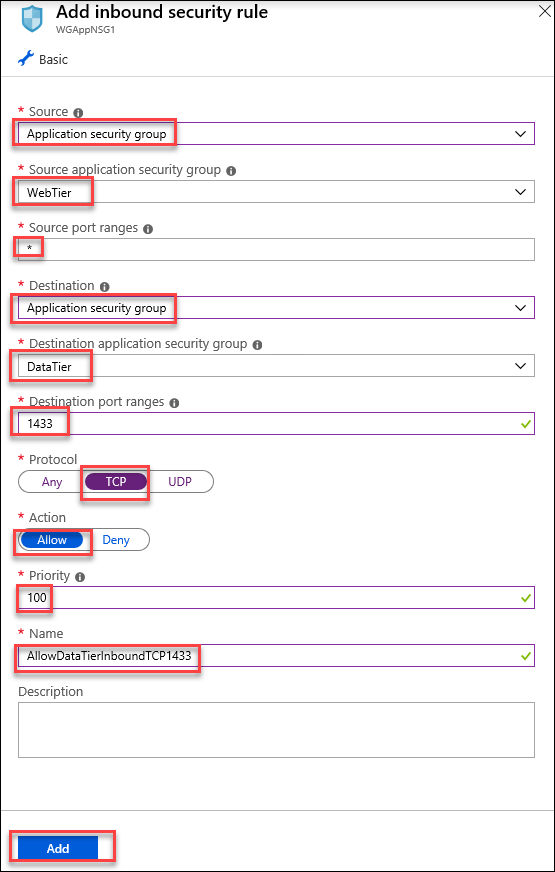 Add inbound security rule
WGAppNSG1
Basic
* Source
Application security group
* Source application security group
WebTier
* Source port ranges
*
* Destination
Application security group
* Destination application security group
DataTier
* Destination port ranges
1433
* Protocol
Any TCP UDP
* Action
Allow Deny
* Priority
100
* Name
AllowDataTierInboundTCP1433
Description
Add